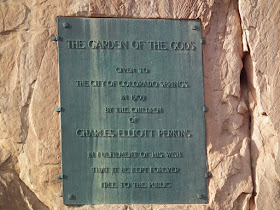 THE GARDEN OF THE GODS
GIVEN TO
THE CITY OF COLORADO SPRINGS
IN 1909
BY THE CHILDREN
OF
CHARLES ELLIOTT PERKINS
IN FULFILLMENT OF HIS WISH
THAT IT BE KEPT FOREVER
FREE TO THE PUBLIC